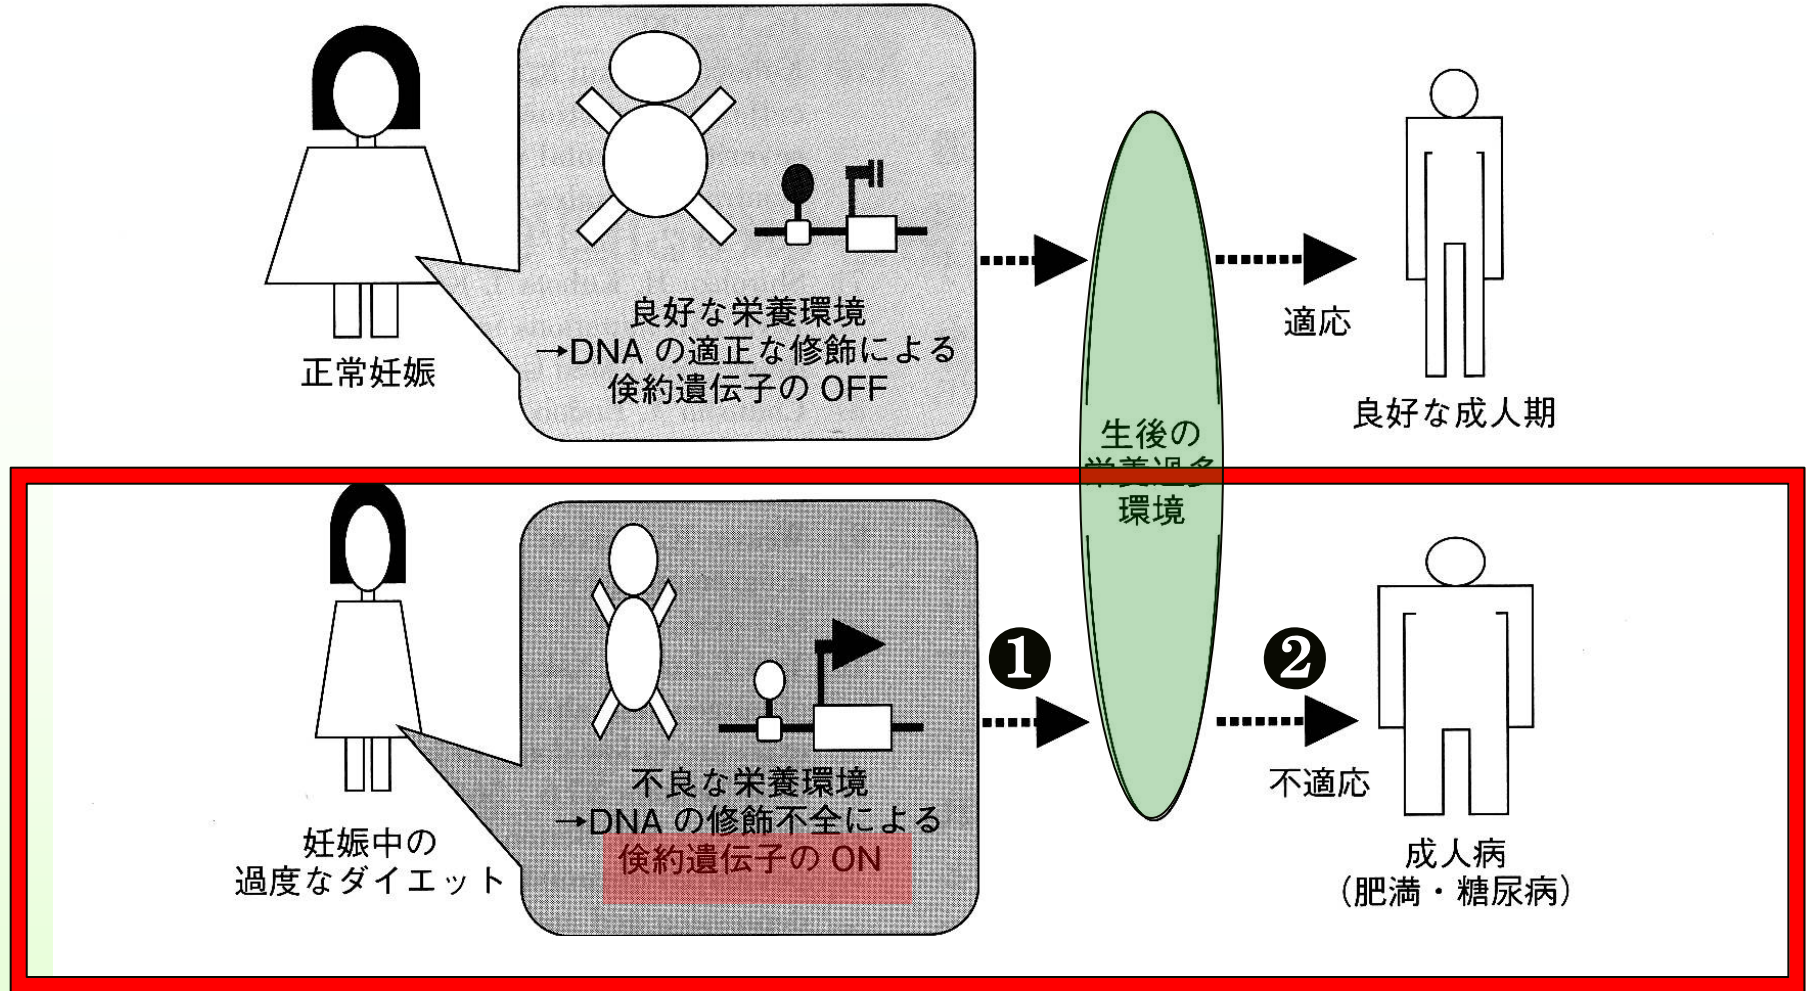 良好な栄養環境
→DNA の適正な修飾による
倹約遺伝子の OFF
正常妊娠
適応
良好な成人期
生後の
栄養過多
環境
❶
❷
不良な栄養環境
→DNA の修飾不全による
倹約遺伝子の ON
妊娠中の
過度なダイエット
不適応
成人病
（肥満・糖尿病）